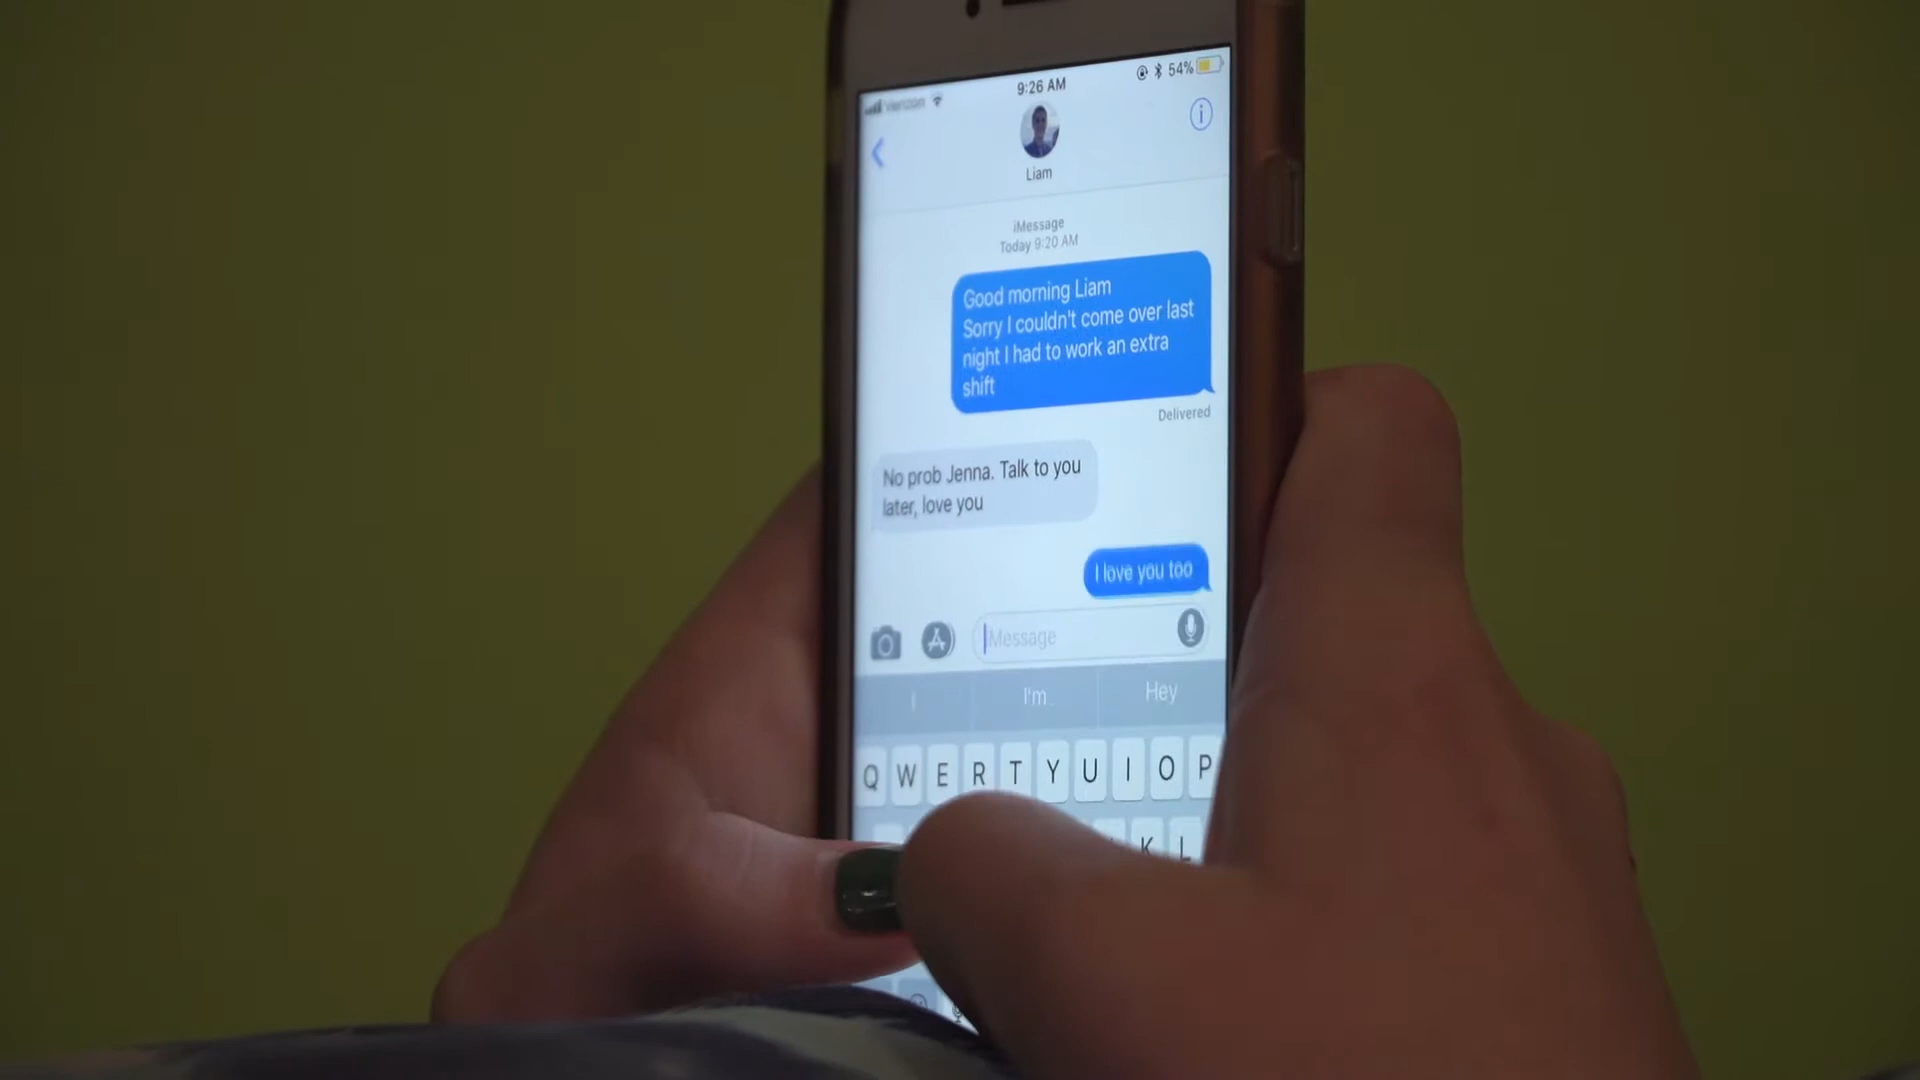 Verizon 9:26 AM 54%
Liam
iMessage
Today 9:20 AM
Good morning Liam
Sorry I couldn't come over last
night I had to work an extra
shift
Delivered
No prob Jenna. Talk to you
later, love you
I love you too
iMessage
I I'm Hey
Q W E R T Y U I O P
K L